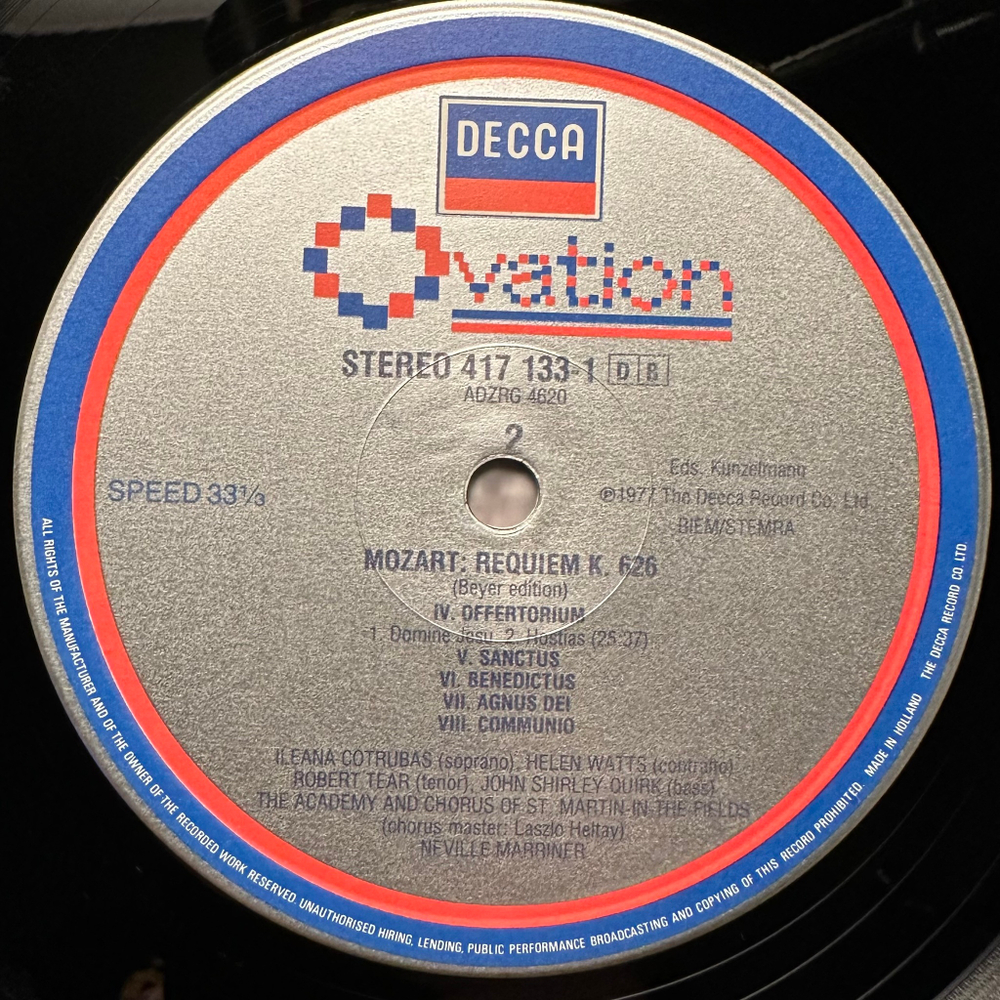 DECCA
Ovation
STEREO 417 133-1 DB
ADZRG 4620
2
SPEED 33 1/3
Eds. Kunzelmann
℗1977 The Decca Record Co. Ltd.
BIEM/STEMRA
MOZART: REQUIEM K. 626
(Beyer edition)
IV. OFFERTORIUM
1. Domine Jesu, 2. Hostias (25:37)
V. SANCTUS
VI. BENEDICTUS
VII. AGNUS DEI
VIII. COMMUNIO
ILEANA COTRUBAS (soprano), HELEN WATTS (contralto)
ROBERT TEAR (tenor), JOHN SHIRLEY QUIRK (bass)
THE ACADEMY AND CHORUS OF ST. MARTIN-IN THE FIELDS
(chorus master: Laszlo Heltay)
NEVILLE MARRINER
ALL RIGHTS OF THE MANUFACTURER AND OF THE OWNER OF THE RECORDED WORK RESERVED. UNAUTHORISED HIRING, LENDING, PUBLIC PERFORMANCE BROADCASTING AND COPYING OF THIS RECORD PROHIBITED. MADE IN HOLLAND THE DECCA RECORD CO. LTD.